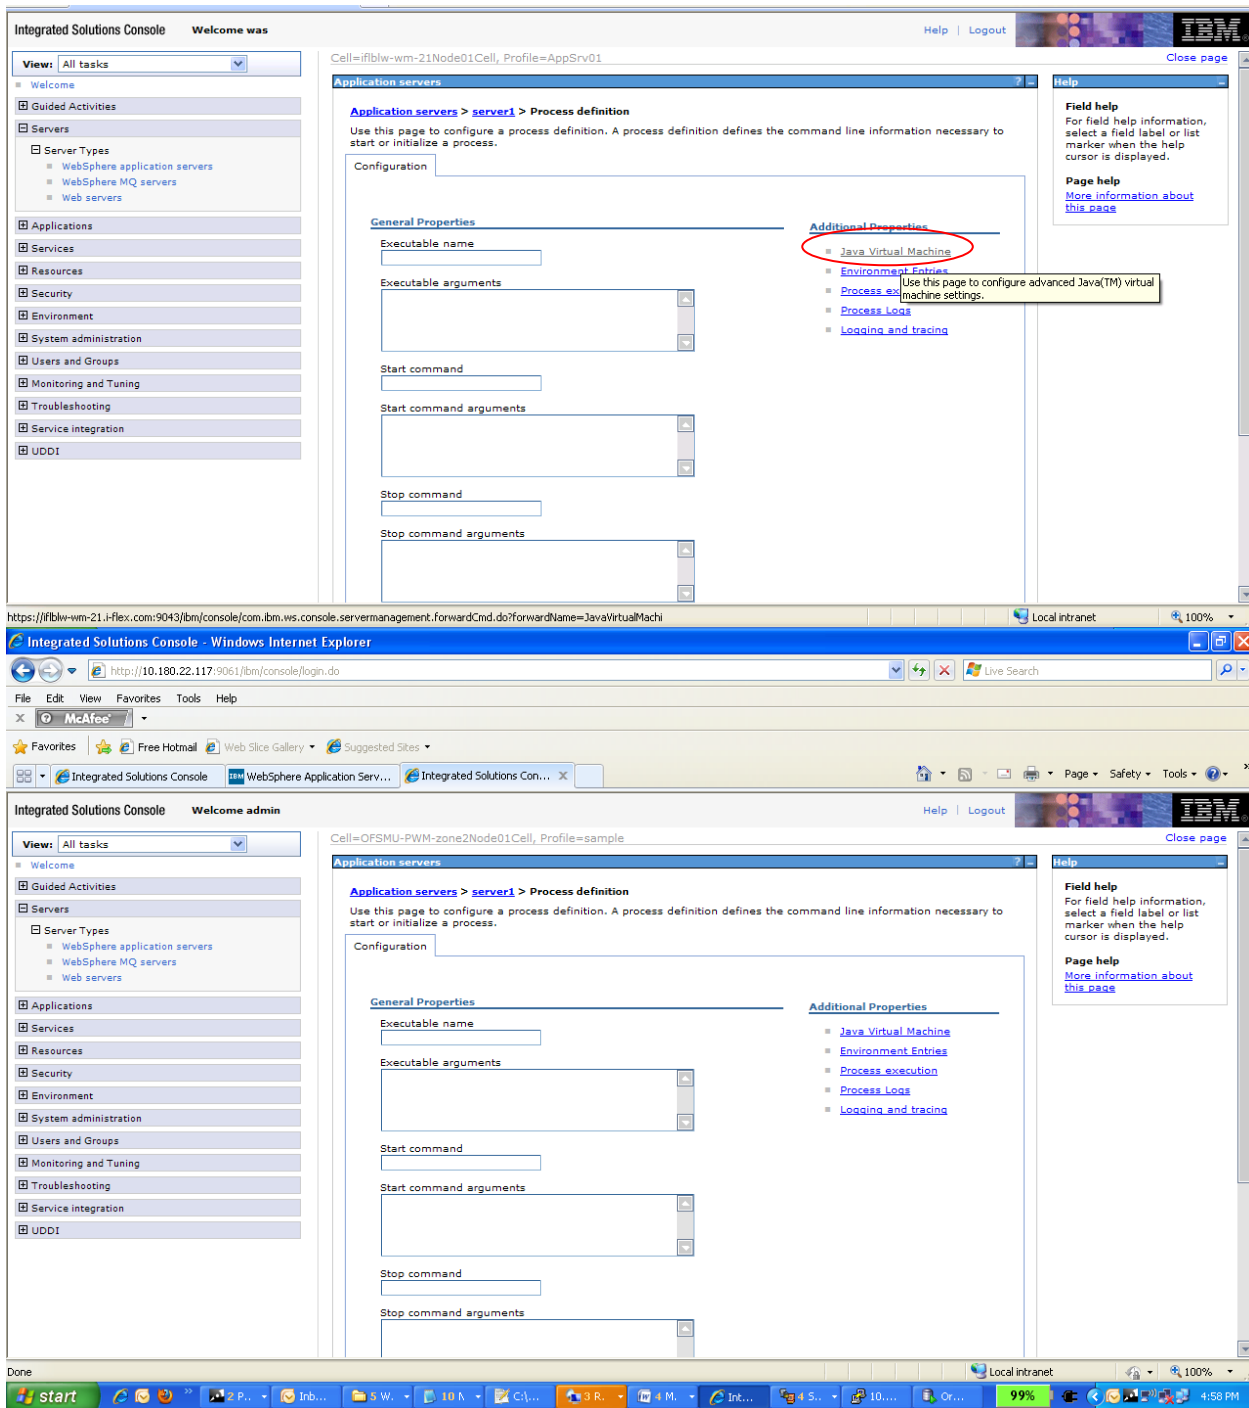 Integrated Solutions Console Welcome was Help | Logout IBM
View: All tasks
Cell=iflblw-wm-21Node01Cell, Profile=AppSrv01 Close page
Welcome
Guided Activities
Servers
Server Types
WebSphere application servers
WebSphere MQ servers
Web servers
Applications
Services
Resources
Security
Environment
System administration
Users and Groups
Monitoring and Tuning
Troubleshooting
Service integration
UDDI
Application servers ? -
Application servers > server1 > Process definition
Use this page to configure a process definition. A process definition defines the command line information necessary to
start or initialize a process.
Configuration
General Properties
Executable name
Executable arguments
Start command
Start command arguments
Stop command
Stop command arguments
Additional Properties
Java Virtual Machine
Environment Entries
Process ex
Use this page to configure advanced Java(TM) virtual
machine settings.
Process Logs
Logging and tracing
Help
Field help
For field help information,
select a field label or list
marker when the help
cursor is displayed.
Page help
More information about
this page
https://iflblw-wm-21.i-flex.com:9043/ibm/console/com.ibm.ws.console.servermanagement.forwardCmd.do?forwardName=JavaVirtualMachi Local intranet 100%
Integrated Solutions Console - Windows Internet Explorer
http://10.180.22.117:9061/ibm/console/login.do Live Search
File Edit View Favorites Tools Help
X McAfee
Favorites Free Hotmail Web Slice Gallery Suggested Sites
Integrated Solutions Console WebSphere Application Serv... Integrated Solutions Con... X Page Safety Tools »
Integrated Solutions Console Welcome admin Help | Logout IBM
View: All tasks
Cell=OFSMU-PWM-zone2Node01Cell, Profile=sample Close page
Welcome
Guided Activities
Servers
Server Types
WebSphere application servers
WebSphere MQ servers
Web servers
Applications
Services
Resources
Security
Environment
System administration
Users and Groups
Monitoring and Tuning
Troubleshooting
Service integration
UDDI
Application servers ? -
Application servers > server1 > Process definition
Use this page to configure a process definition. A process definition defines the command line information necessary to
start or initialize a process.
Configuration
General Properties
Executable name
Executable arguments
Start command
Start command arguments
Stop command
Stop command arguments
Additional Properties
Java Virtual Machine
Environment Entries
Process execution
Process Logs
Logging and tracing
Help
Field help
For field help information,
select a field label or list
marker when the help
cursor is displayed.
Page help
More information about
this page
Done Local intranet 100%
start » 2 P... Inb... 5 W... 10 N C:\... 3 R... 4 M... Int... 4 S... 10.... Or... 99% 4:58 PM